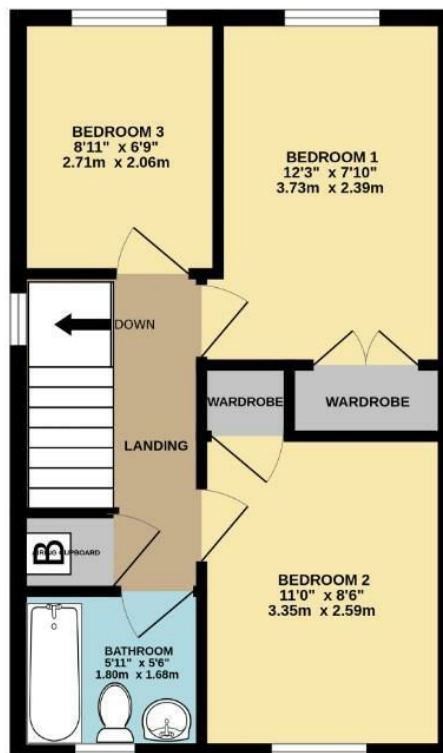 BEDROOM 3
8'11" x 6'9"
2.71m x 2.06m
BEDROOM 1
12'3" x 7'10"
3.73m x 2.39m
DOWN
WARDROBE
WARDROBE
LANDING
B
CUPBOARD
BEDROOM 2
11'0" x 8'6"
3.35m x 2.59m
BATHROOM
5'11" x 5'6"
1.80m x 1.68m